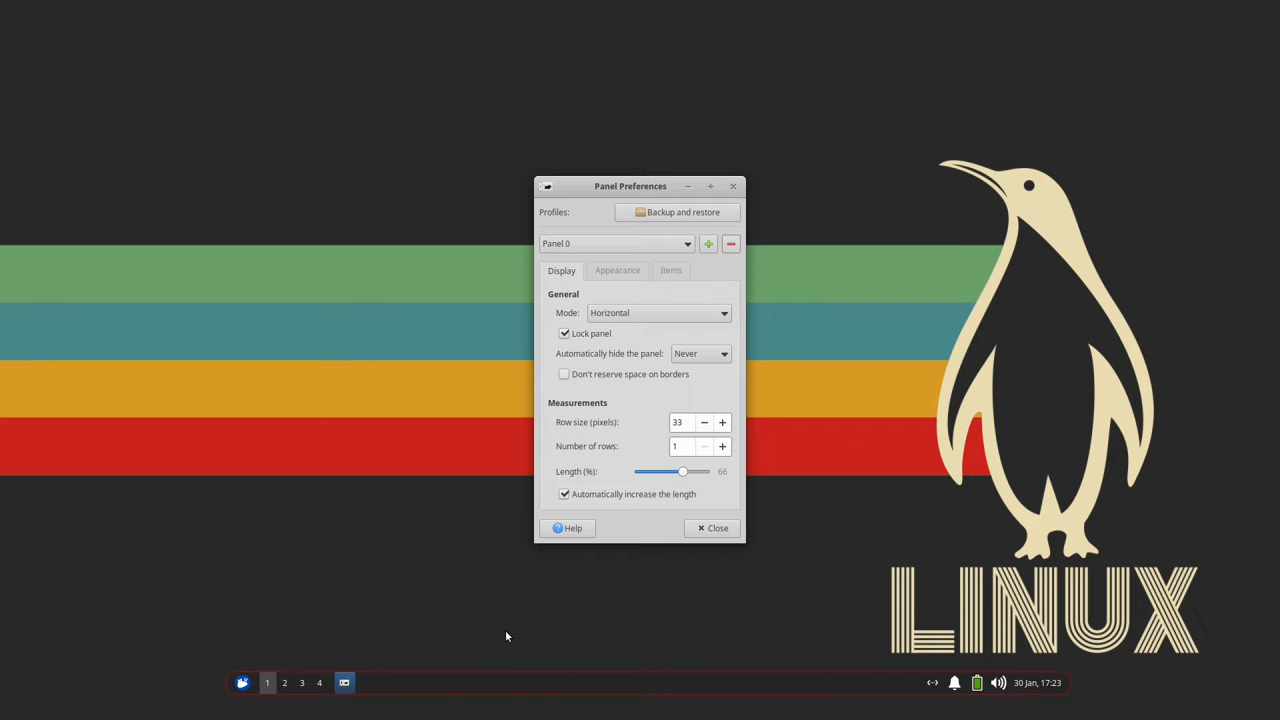 Panel Preferences
Profiles:
Backup and restore
Panel 0
Display
Appearance
Items
General
Mode:
Horizontal
Lock panel
Automatically hide the panel:
Never
Don't reserve space on borders
Measurements
Row size (pixels):
33
Number of rows:
1
Length (%):
66
Automatically increase the length
Help
Close
LINUX
1
2
3
4
30 Jan, 17:23